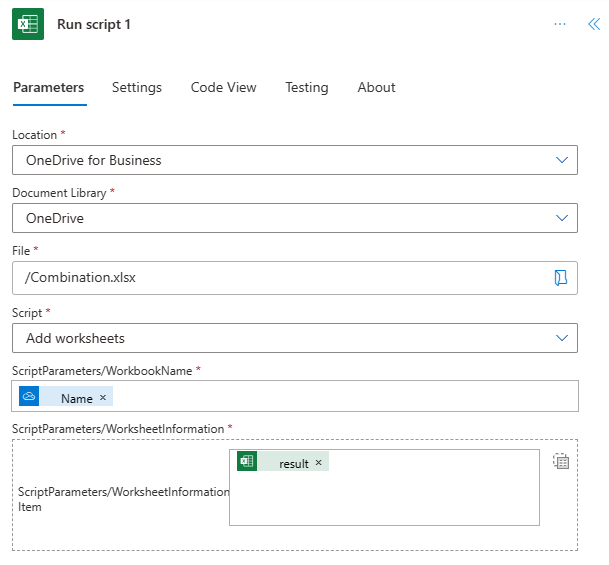 Run script 1
Parameters Settings Code View Testing About
Location *
OneDrive for Business
Document Library *
OneDrive
File *
/Combination.xlsx
Script *
Add worksheets
ScriptParameters/WorkbookName *
Name ×
ScriptParameters/WorksheetInformation *
result ×
ScriptParameters/WorksheetInformation
Item